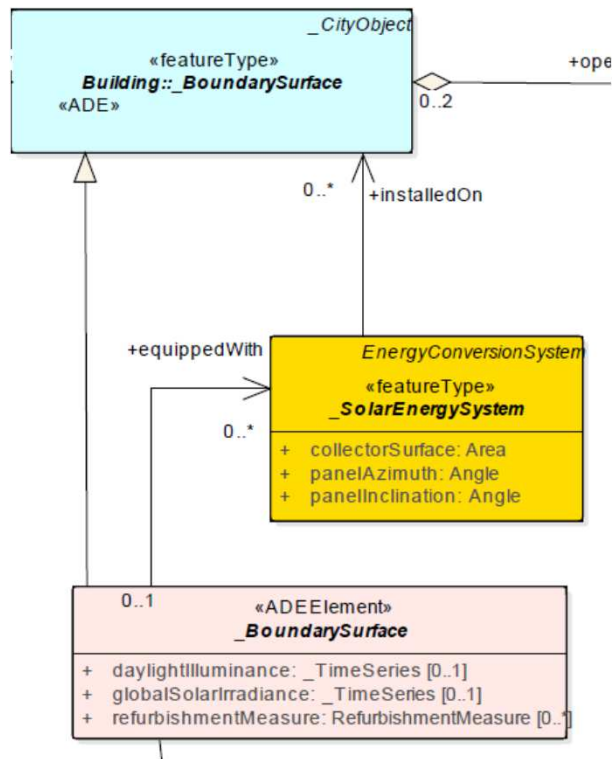 _CityObject
«featureType»
Building::_BoundarySurface
«ADE»
0..2
+ope
0..*
+installedOn
+equippedWith
0..*
EnergyConversionSystem
«featureType»
_SolarEnergySystem
+ collectorSurface: Area
+ panelAzimuth: Angle
+ panelInclination: Angle
0..1
«ADEElement»
_BoundarySurface
+ daylightIlluminance: _TimeSeries [0..1]
+ globalSolarIrradiance: _TimeSeries [0..1]
+ refurbishmentMeasure: RefurbishmentMeasure [0..*]